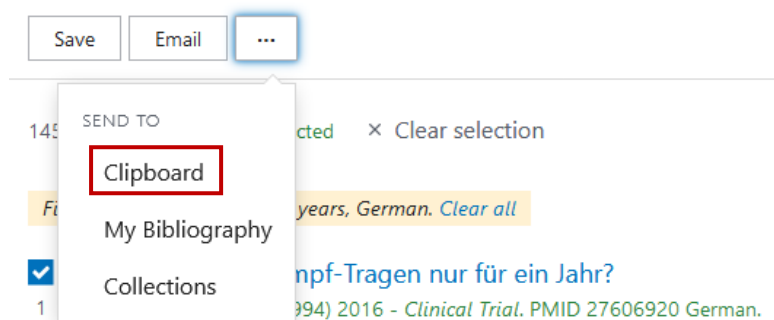 Save Email ...
SEND TO
145 cted × Clear selection
Clipboard
Fi years, German. Clear all
My Bibliography
mpf-Tragen nur für ein Jahr?
Collections
1 994) 2016 - Clinical Trial. PMID 27606920 German.